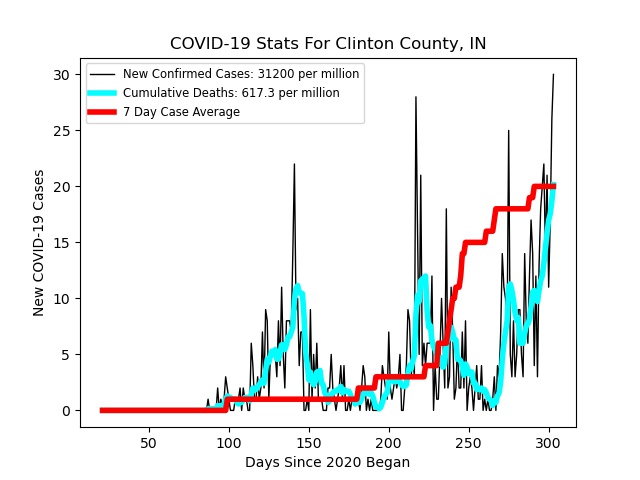 COVID-19 Stats For Clinton County, IN
New Confirmed Cases: 31200 per million
Cumulative Deaths: 617.3 per million
7 Day Case Average
New COVID-19 Cases
30
25
20
15
10
5
0
50 100 150 200 250 300
Days Since 2020 Began